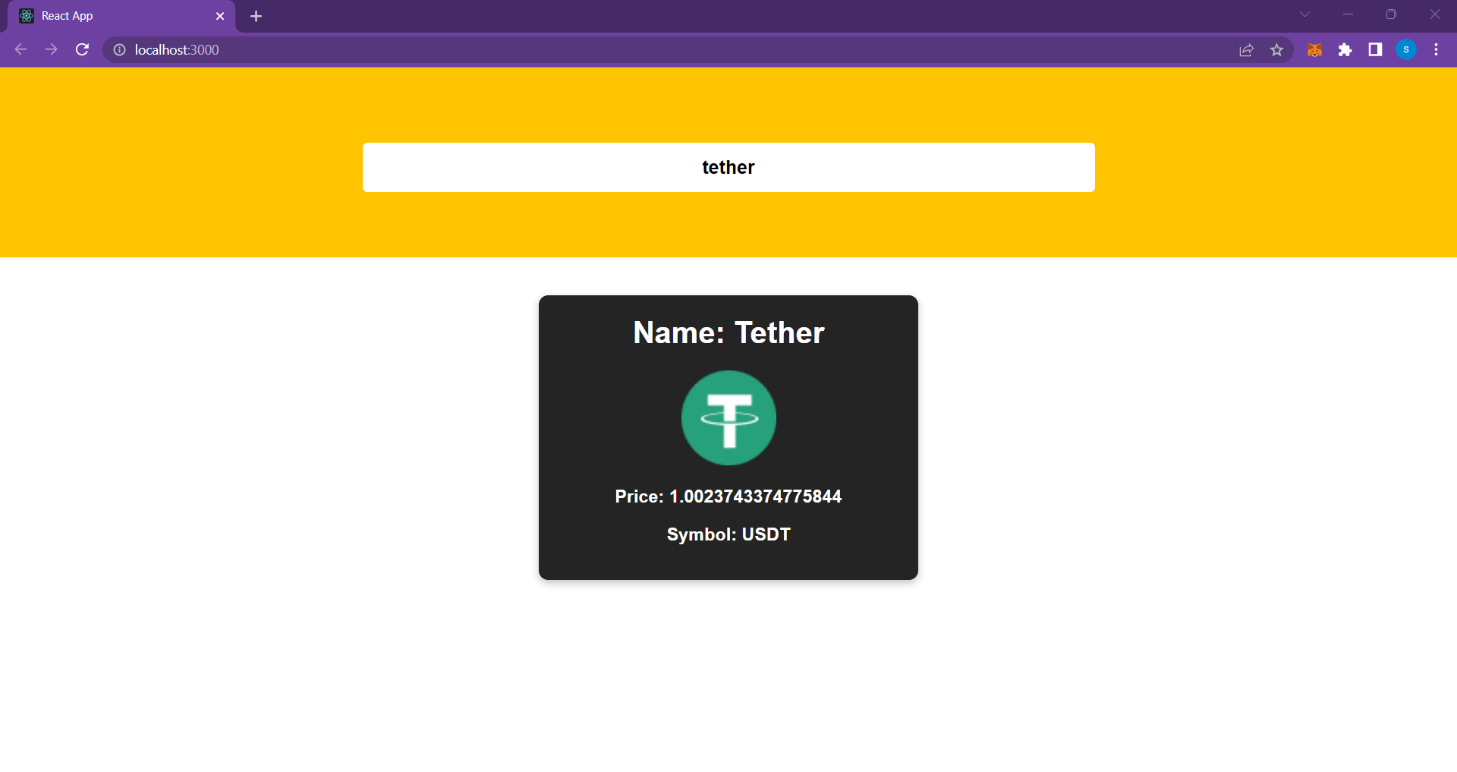 React App
localhost:3000
S
tether
Name: Tether
T
Price: 1.0023743374775844
Symbol: USDT